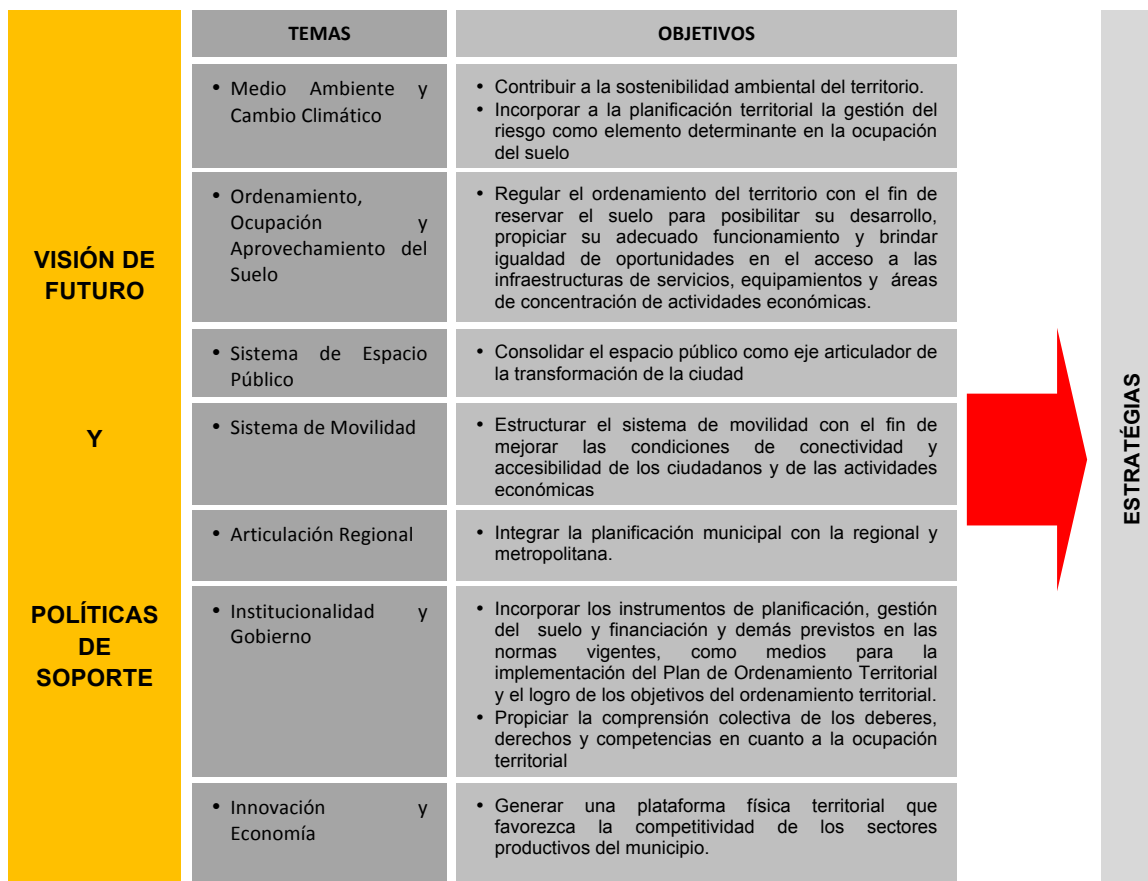 VISIÓN DE
FUTURO
Y
POLÍTICAS
DE
SOPORTE
TEMAS
OBJETIVOS
• Medio Ambiente y
Cambio Climático
• Contribuir a la sostenibilidad ambiental del territorio.
• Incorporar a la planificación territorial la gestión del
riesgo como elemento determinante en la ocupación
del suelo
• Ordenamiento,
Ocupación y
Aprovechamiento del
Suelo
• Regular el ordenamiento del territorio con el fin de
reservar el suelo para posibilitar su desarrollo,
propiciar su adecuado funcionamiento y brindar
igualdad de oportunidades en el acceso a las
infraestructuras de servicios, equipamientos y áreas
de concentración de actividades económicas.
• Sistema de Espacio
Público
• Consolidar el espacio público como eje articulador de
la transformación de la ciudad
• Sistema de Movilidad
• Estructurar el sistema de movilidad con el fin de
mejorar las condiciones de conectividad y
accesibilidad de los ciudadanos y de las actividades
económicas
• Articulación Regional
• Integrar la planificación municipal con la regional y
metropolitana.
• Institucionalidad y
Gobierno
• Incorporar los instrumentos de planificación, gestión
del suelo y financiación y demás previstos en las
normas vigentes, como medios para la
implementación del Plan de Ordenamiento Territorial
y el logro de los objetivos del ordenamiento territorial.
• Propiciar la comprensión colectiva de los deberes,
derechos y competencias en cuanto a la ocupación
territorial
• Innovación y
Economía
• Generar una plataforma física territorial que
favorezca la competitividad de los sectores
productivos del municipio.
ESTRATÉGIAS